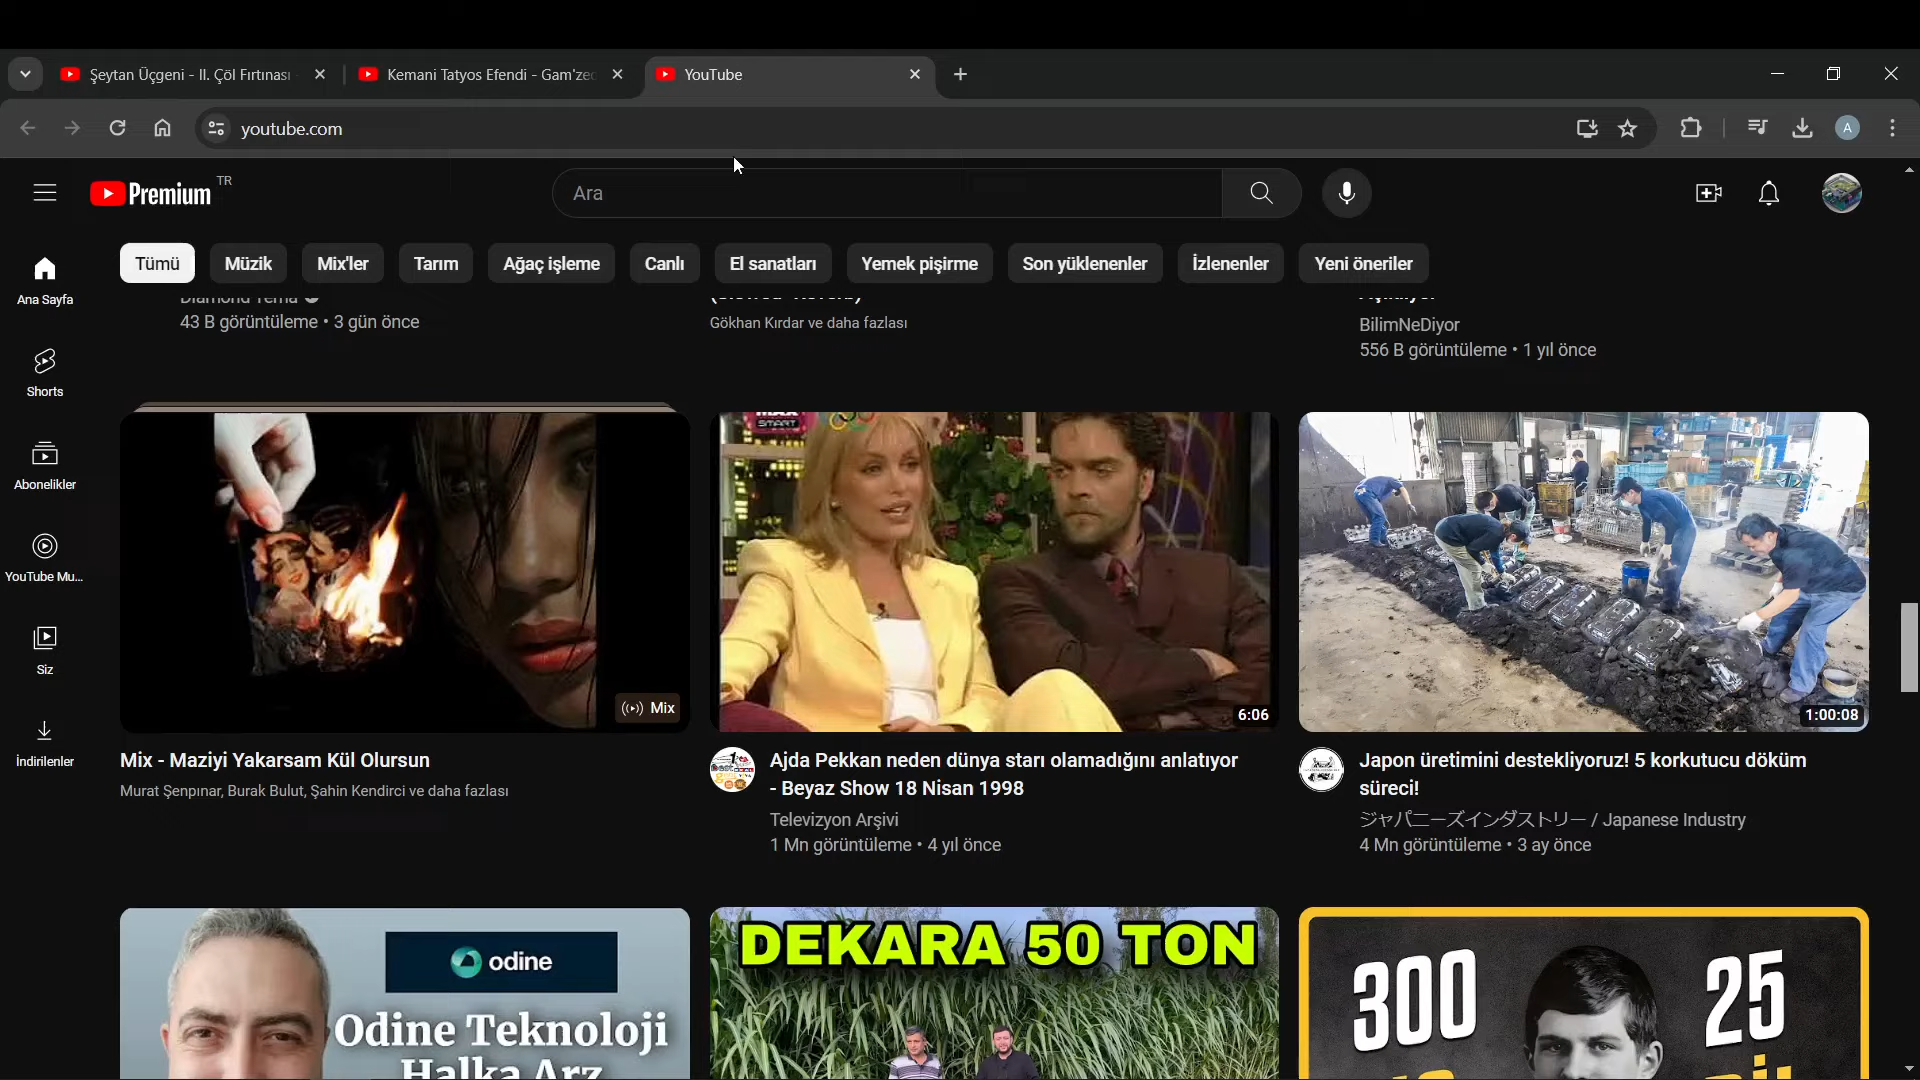 Şeytan Üçgeni - II. Çöl Fırtınası
Kemani Tatyos Efendi - Gam'zed
YouTube
youtube.com
A
Premium
TR
Ara
Tümü
Müzik
Mix'ler
Tarım
Ağaç işleme
Canlı
El sanatları
Yemek pişirme
Son yüklenenler
İzlenenler
Yeni öneriler
Ana Sayfa
Shorts
Abonelikler
YouTube Mu...
Siz
İndirilenler
Diamond Tema
43 B görüntüleme • 3 gün önce
Gökhan Kırdar ve daha fazlası
BilimNeDiyor
556 B görüntüleme • 1 yıl önce
Mix
Mix - Maziyi Yakarsam Kül Olursun
Murat Şenpınar, Burak Bulut, Şahin Kendirci ve daha fazlası
SMART
6:06
Ajda Pekkan neden dünya starı olamadığını anlatıyor
- Beyaz Show 18 Nisan 1998
Televizyon Arşivi
1 Mn görüntüleme • 4 yıl önce
1:00:08
Japon üretimini destekliyoruz! 5 korkutucu döküm
süreci!
ジャパニーズインダストリー / Japanese Industry
4 Mn görüntüleme • 3 ay önce
odine
Odine Teknoloji
Halka Arz
DEKARA 50 TON
300
25